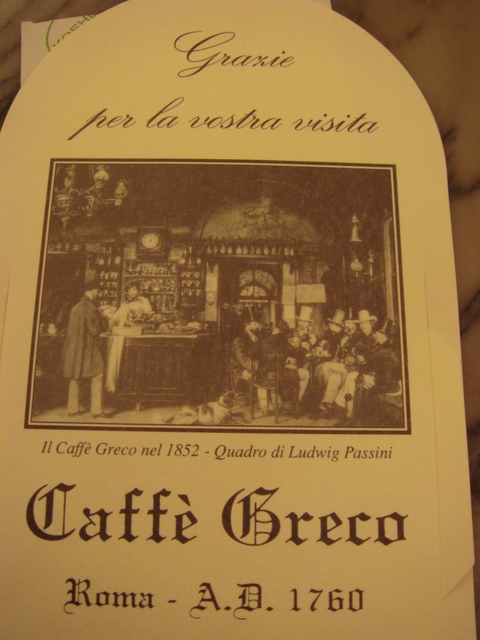 Grazie
per la vostra visita
Il Caffè Greco nel 1852 - Quadro di Ludwig Passini
Caffè Greco
Roma - A.D. 1760